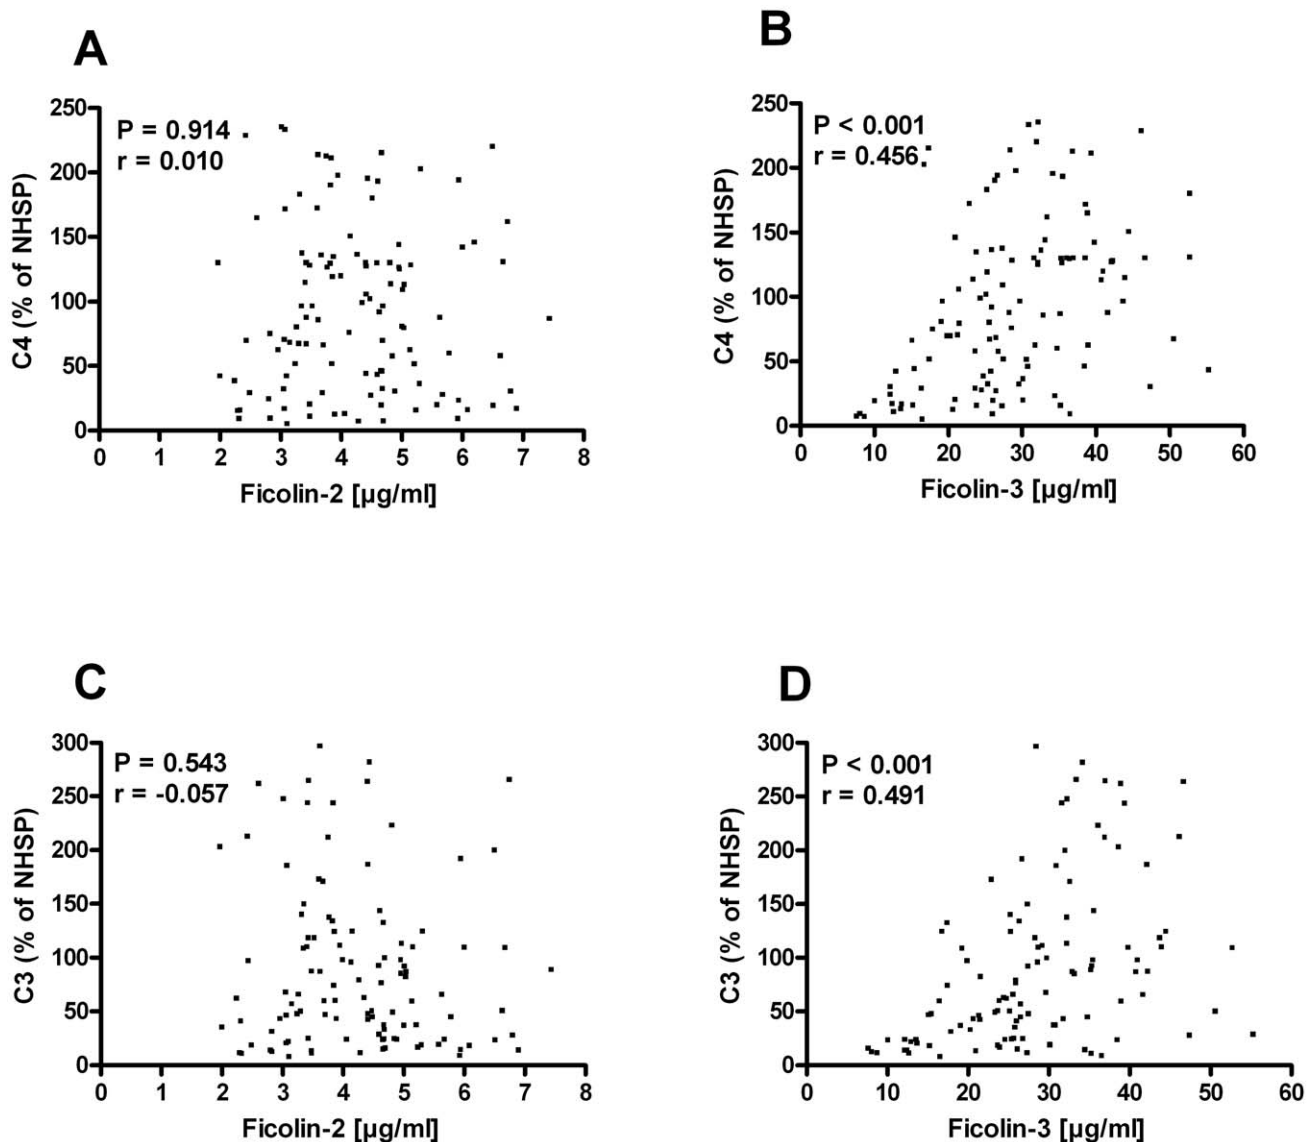 A
P = 0.914
r = 0.010
C4 (% of NHSP)
250
200
150
100
50
0
0 1 2 3 4 5 6 7 8
Ficolin-2 [µg/ml]
B
P < 0.001
r = 0.456
C4 (% of NHSP)
250
200
150
100
50
0
0 10 20 30 40 50 60
Ficolin-3 [µg/ml]
C
P = 0.543
r = -0.057
C3 (% of NHSP)
300
250
200
150
100
50
0
0 1 2 3 4 5 6 7 8
Ficolin-2 [µg/ml]
D
P < 0.001
r = 0.491
C3 (% of NHSP)
300
250
200
150
100
50
0
0 10 20 30 40 50 60
Ficolin-3 [µg/ml]